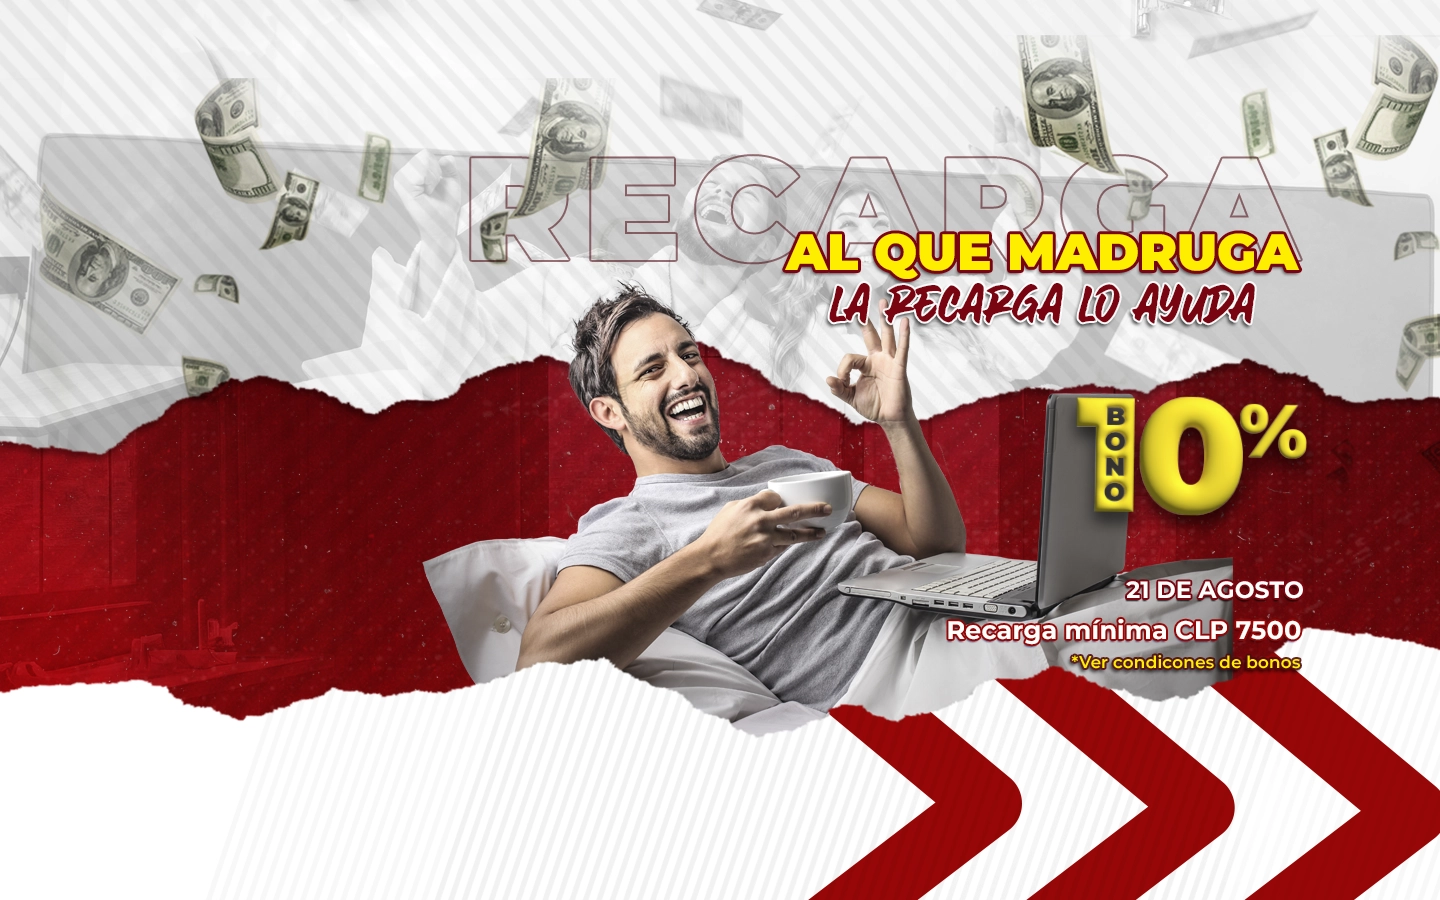 RECARGA
AL QUE MADRUGA
LA RECARGA LO AYUDA
BONO
10%
21 DE AGOSTO
Recarga mínima CLP 7500
*Ver condicones de bonos